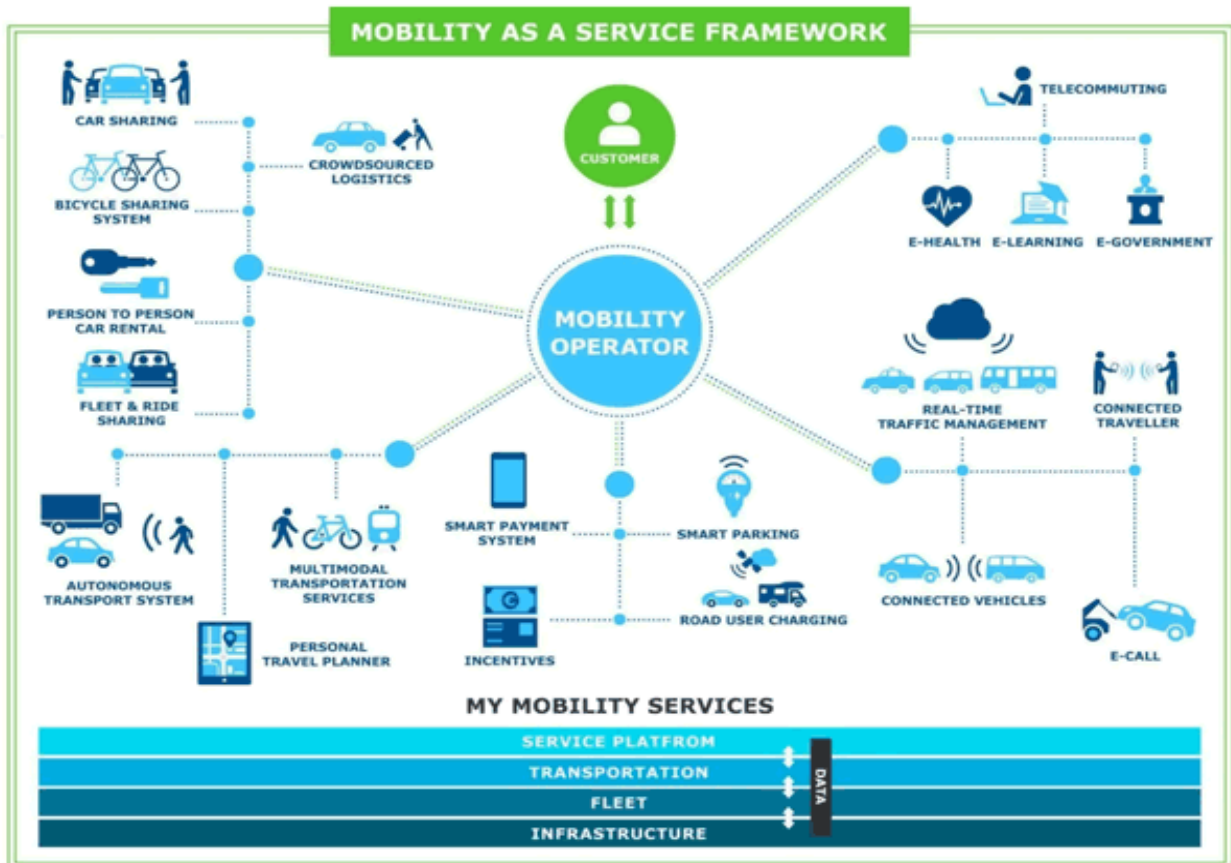 MOBILITY AS A SERVICE FRAMEWORK
CAR SHARING
CROWDSOURCED
LOGISTICS
BICYCLE SHARING
SYSTEM
PERSON TO PERSON
CAR RENTAL
FLEET & RIDE
SHARING
CUSTOMER
MOBILITY
OPERATOR
TELECOMMUTING
E-HEALTH
E-LEARNING
E-GOVERNMENT
REAL-TIME
TRAFFIC MANAGEMENT
CONNECTED
TRAVELLER
CONNECTED VEHICLES
E-CALL
AUTONOMOUS
TRANSPORT SYSTEM
MULTIMODAL
TRANSPORTATION
SERVICES
PERSONAL
TRAVEL PLANNER
SMART PAYMENT
SYSTEM
SMART PARKING
INCENTIVES
ROAD USER CHARGING
MY MOBILITY SERVICES
SERVICE PLATFROM
TRANSPORTATION
FLEET
INFRASTRUCTURE
DATA